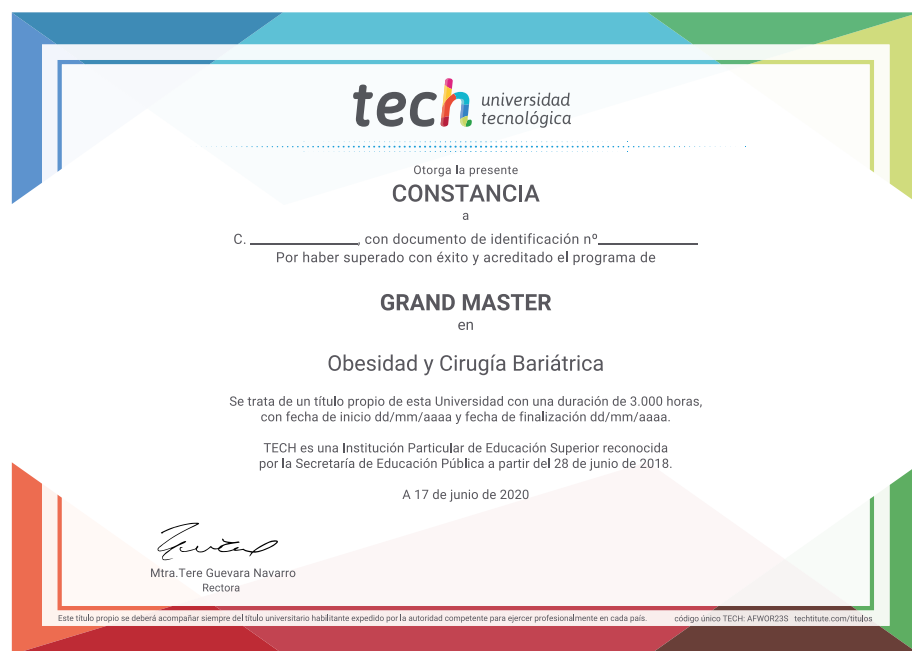 tech universidad
tecnológica
Otorga la presente
CONSTANCIA
a
C. ______________, con documento de identificación nº_____________
Por haber superado con éxito y acreditado el programa de
GRAND MASTER
en
Obesidad y Cirugía Bariátrica
Se trata de un título propio de esta Universidad con una duración de 3.000 horas,
con fecha de inicio dd/mm/aaaa y fecha de finalización dd/mm/aaaa.
TECH es una Institución Particular de Educación Superior reconocida
por la Secretaría de Educación Pública a partir del 28 de junio de 2018.
A 17 de junio de 2020
Mtra.Tere Guevara Navarro
Rectora
Este título propio se deberá acompañar siempre del título universitario habilitante expedido por la autoridad competente para ejercer profesionalmente en cada país. código único TECH: AFWOR23S techtitute.com/titulos